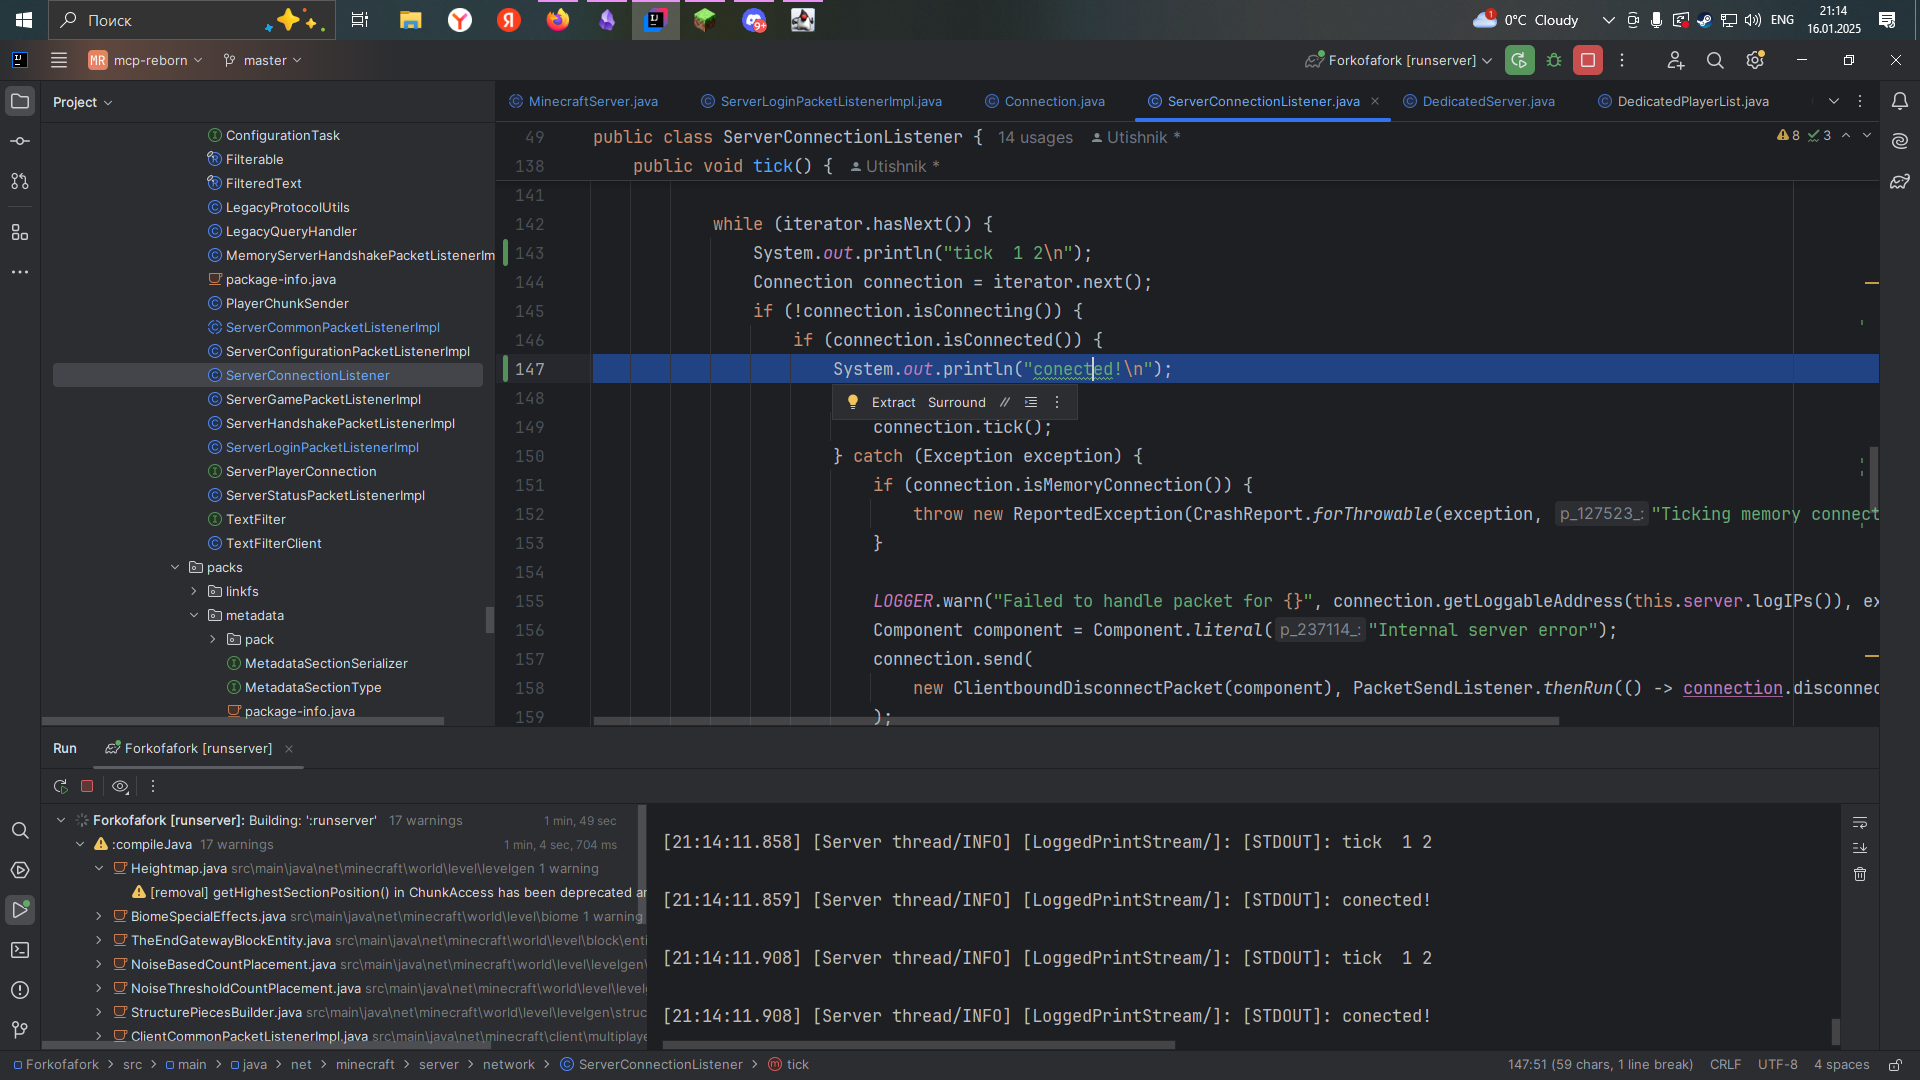 Поиск
9+
1
0°C Cloudy
ENG
21:14
16.01.2025
MR mcp-reborn
master
Forkofafork [runserver]
Project
MinecraftServer.java
ServerLoginPacketListenerImpl.java
Connection.java
ServerConnectionListener.java
DedicatedServer.java
DedicatedPlayerList.java
ConfigurationTask
Filterable
FilteredText
LegacyProtocolUtils
LegacyQueryHandler
MemoryServerHandshakePacketListenerIm
package-info.java
PlayerChunkSender
ServerCommonPacketListenerImpl
ServerConfigurationPacketListenerImpl
ServerConnectionListener
ServerGamePacketListenerImpl
ServerHandshakePacketListenerImpl
ServerLoginPacketListenerImpl
ServerPlayerConnection
ServerStatusPacketListenerImpl
TextFilter
TextFilterClient
packs
linkfs
metadata
pack
MetadataSectionSerializer
MetadataSectionType
package-info.java
8 3
49 public class ServerConnectionListener { 14 usages Utishnik *
138 public void tick() { Utishnik *
141
142 while (iterator.hasNext()) {
143 System.out.println("tick  1 2\n");
144 Connection connection = iterator.next();
145 if (!connection.isConnecting()) {
146 if (connection.isConnected()) {
147 System.out.println("conected!\n");
148
Extract Surround //
149 connection.tick();
150 } catch (Exception exception) {
151 if (connection.isMemoryConnection()) {
152 throw new ReportedException(CrashReport.forThrowable(exception, p_127523_: "Ticking memory connect
153 }
154
155 LOGGER.warn("Failed to handle packet for {}", connection.getLoggableAddress(this.server.logIPs()), ex
156 Component component = Component.literal( p_237114_: "Internal server error");
157 connection.send(
158 new ClientboundDisconnectPacket(component), PacketSendListener.thenRun(() -> connection.disconnec
159 );
Run
Forkofafork [runserver]
Forkofafork [runserver]: Building: ':runserver' 17 warnings 1 min, 49 sec
:compileJava 17 warnings 1 min, 4 sec, 704 ms
Heightmap.java src\main\java\net\minecraft\world\level\levelgen 1 warning
[removal] getHighestSectionPosition() in ChunkAccess has been deprecated an
BiomeSpecialEffects.java src\main\java\net\minecraft\world\level\biome 1 warning
TheEndGatewayBlockEntity.java src\main\java\net\minecraft\world\level\block\enti
NoiseBasedCountPlacement.java src\main\java\net\minecraft\world\level\levelgen\
NoiseThresholdCountPlacement.java src\main\java\net\minecraft\world\level\level
StructurePiecesBuilder.java src\main\java\net\minecraft\world\level\levelgen\struc
ClientCommonPacketListenerImpl.java src\main\java\net\minecraft\client\multiplaye
[21:14:11.858] [Server thread/INFO] [LoggedPrintStream/]: [STDOUT]: tick  1 2
[21:14:11.859] [Server thread/INFO] [LoggedPrintStream/]: [STDOUT]: conected!
[21:14:11.908] [Server thread/INFO] [LoggedPrintStream/]: [STDOUT]: tick  1 2
[21:14:11.908] [Server thread/INFO] [LoggedPrintStream/]: [STDOUT]: conected!
Forkofafork > src > main > java > net > minecraft > server > network > ServerConnectionListener > tick
147:51 (59 chars, 1 line break) CRLF UTF-8 4 spaces